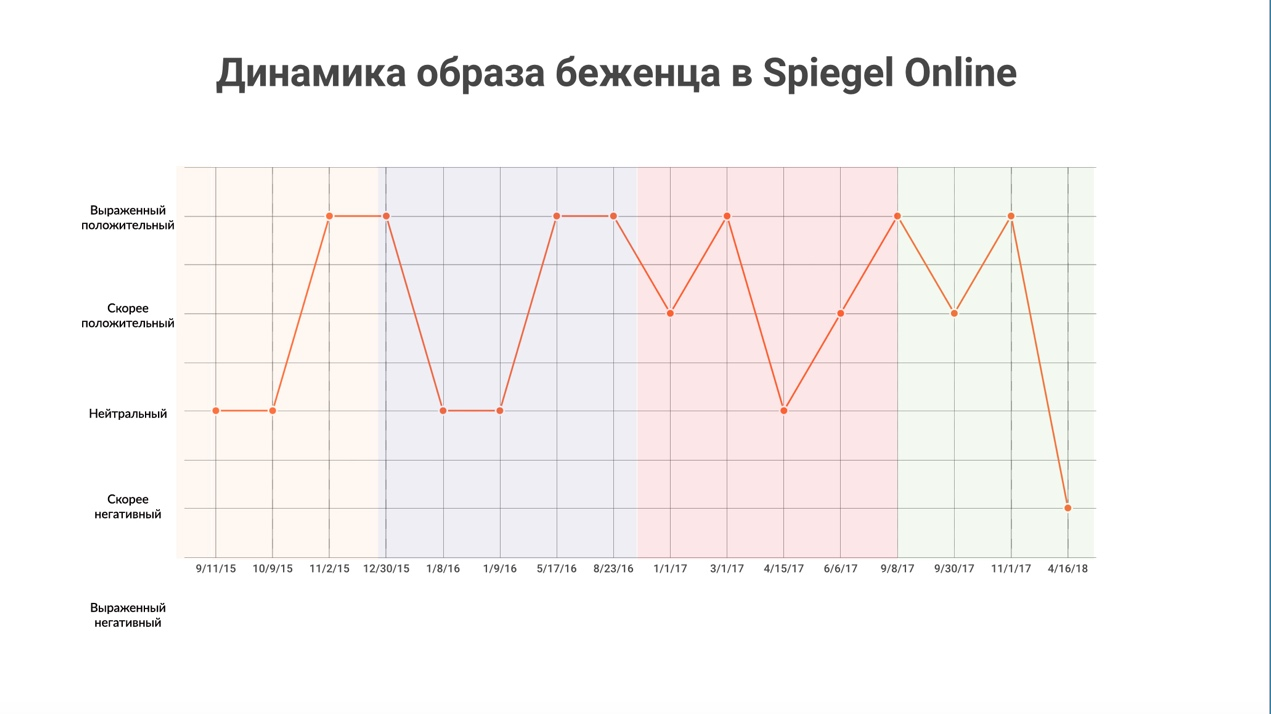 Динамика образа беженца в Spiegel Online
Выраженный
положительный
Скорее
положительный
Нейтральный
Скорее
негативный
9/11/15 10/9/15 11/2/15 12/30/15 1/8/16 1/9/16 5/17/16 8/23/16 1/1/17 3/1/17 4/15/17 6/6/17 9/8/17 9/30/17 11/1/17 4/16/18
Выраженный
негативный